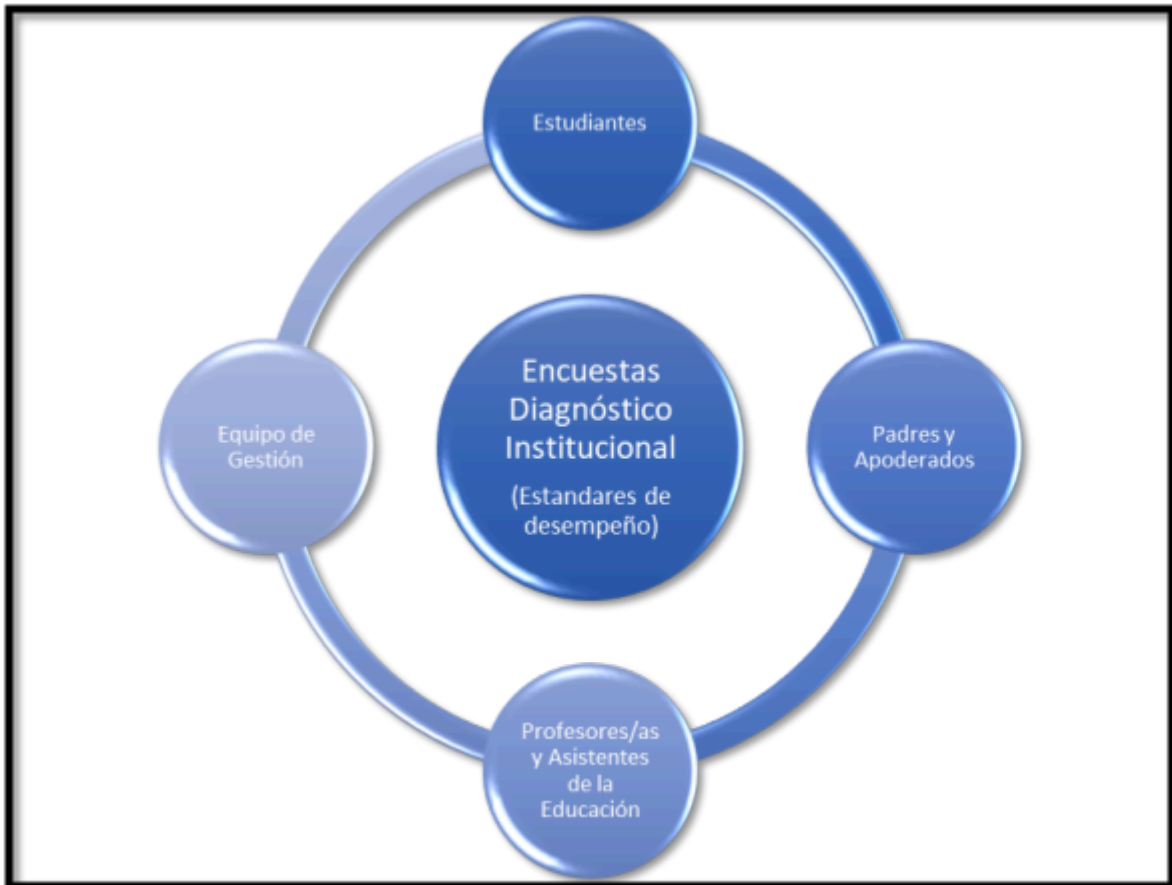 Estudiantes
Encuestas
Diagnóstico
Institucional
(Estandares de
desempeño)
Equipo de
Gestión
Padres y
Apoderados
Profesores/as
y Asistentes
de la
Educación